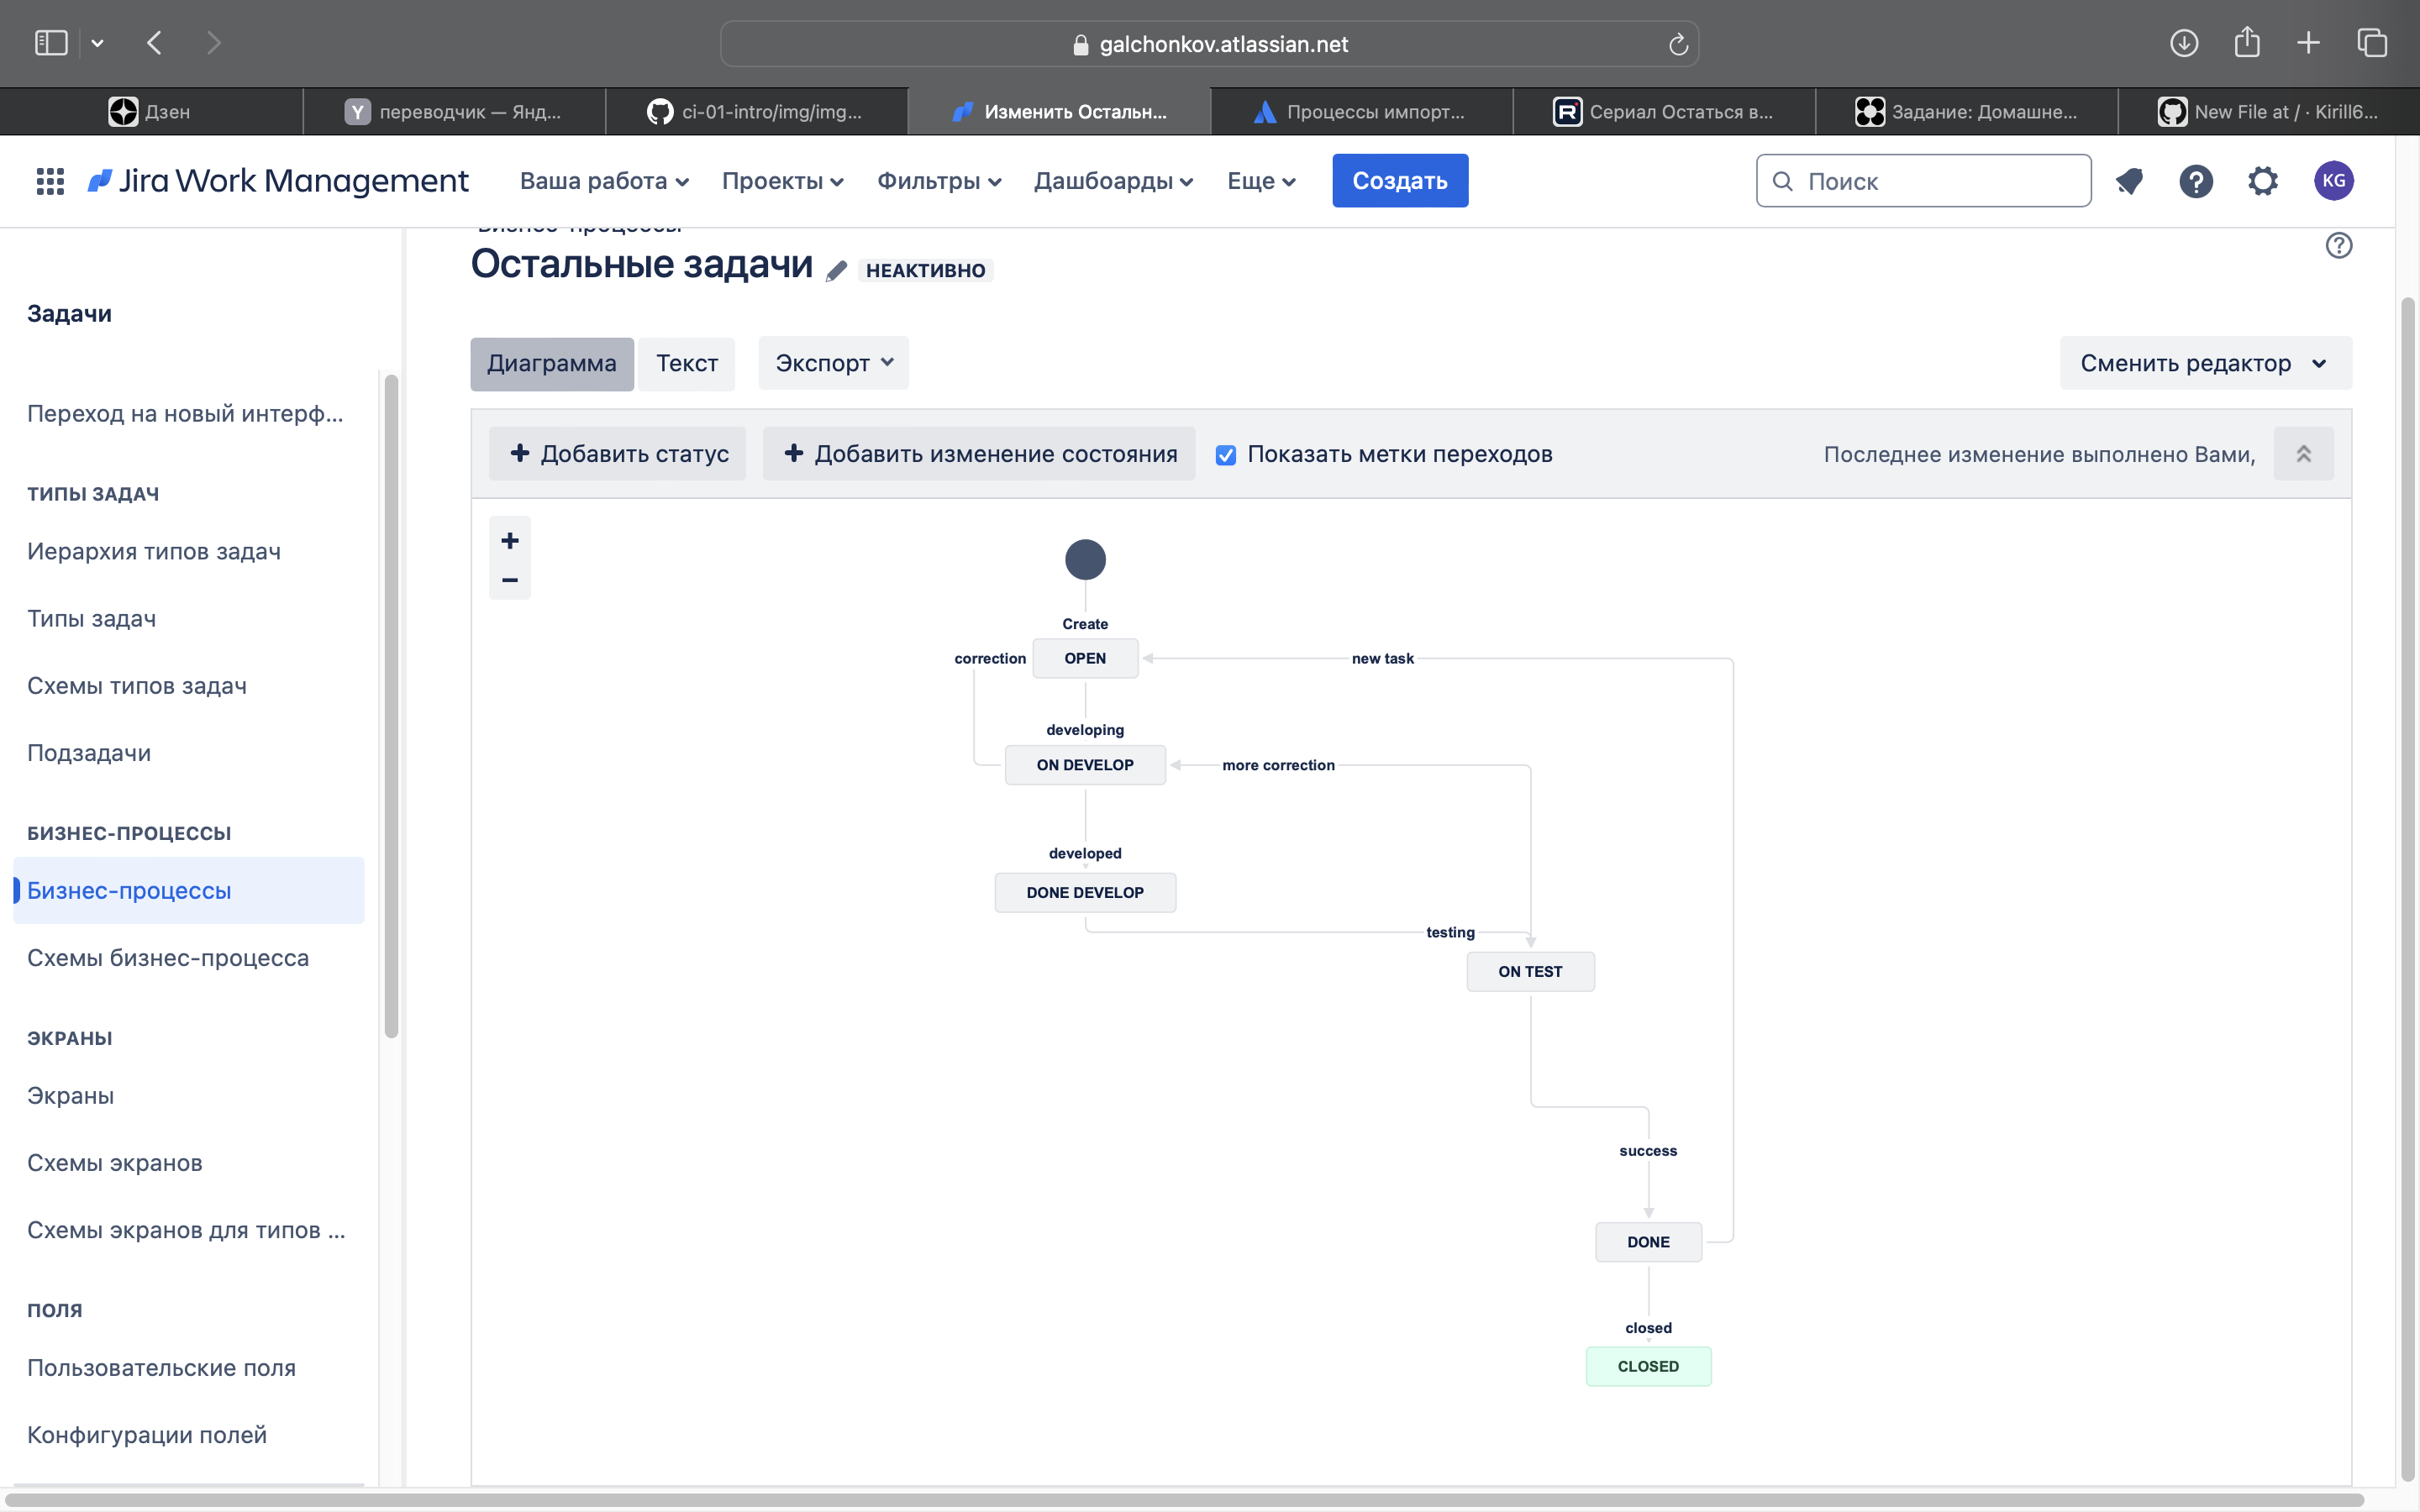 galchonkov.atlassian.net
Дзен
Y переводчик — Янд...
ci-01-intro/img/img...
Изменить Остальн...
Процессы импорт...
R Сериал Остаться в...
Задание: Домашне...
New File at / · Kirill6...
Jira Work Management
Ваша работа
Проекты
Фильтры
Дашбоарды
Еще
Создать
Поиск
KG
Задачи
Переход на новый интерф...
ТИПЫ ЗАДАЧ
Иерархия типов задач
Типы задач
Схемы типов задач
Подзадачи
БИЗНЕС-ПРОЦЕССЫ
Бизнес-процессы
Схемы бизнес-процесса
ЭКРАНЫ
Экраны
Схемы экранов
Схемы экранов для типов ...
ПОЛЯ
Пользовательские поля
Конфигурации полей
Бизнес-процессы
Остальные задачи
НЕАКТИВНО
Диаграмма
Текст
Экспорт
Сменить редактор
Добавить статус
Добавить изменение состояния
Показать метки переходов
Последнее изменение выполнено Вами,
Create
correction
OPEN
new task
developing
ON DEVELOP
more correction
developed
DONE DEVELOP
testing
ON TEST
success
DONE
closed
CLOSED